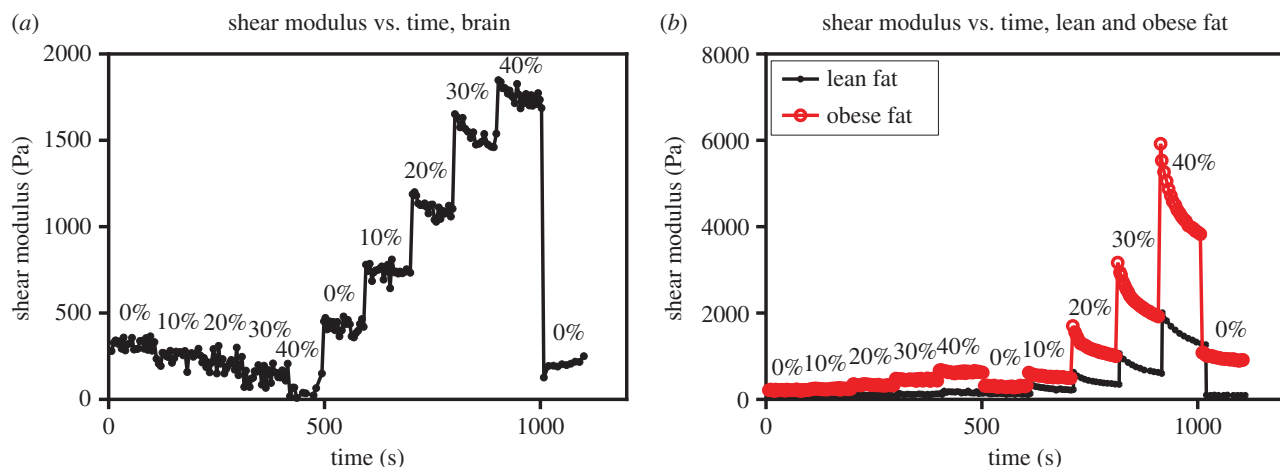 (a) shear modulus vs. time, brain
2000
1500
1000
500
0
shear modulus (Pa)
0% 10% 20% 30% 40% 0% 10% 20% 30% 40% 0%
0 500 1000
time (s)
(b) shear modulus vs. time, lean and obese fat
8000
6000
4000
2000
0
shear modulus (Pa)
lean fat
obese fat
0% 10% 20% 30% 40% 0% 10% 20% 30% 40% 0%
0 500 1000
time (s)